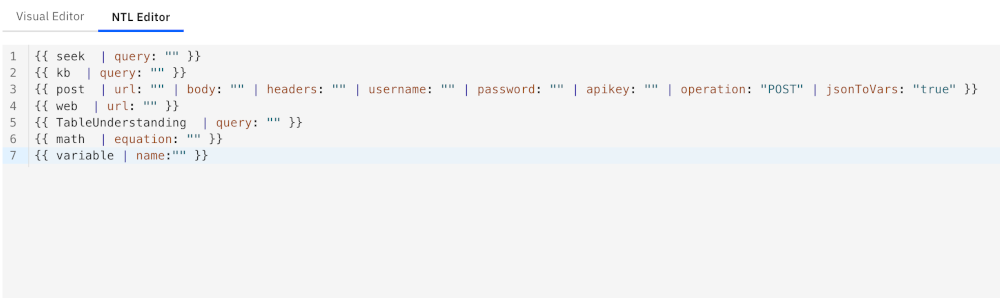 Visual Editor NTL Editor
1 {{ seek  | query: "" }}
2 {{ kb  | query: "" }}
3 {{ post  | url: "" | body: "" | headers: "" | username: "" | password: "" | apikey: "" | operation: "POST" | jsonToVars: "true" }}
4 {{ web  | url: "" }}
5 {{ TableUnderstanding  | query: "" }}
6 {{ math  | equation: "" }}
7 {{ variable | name:"" }}